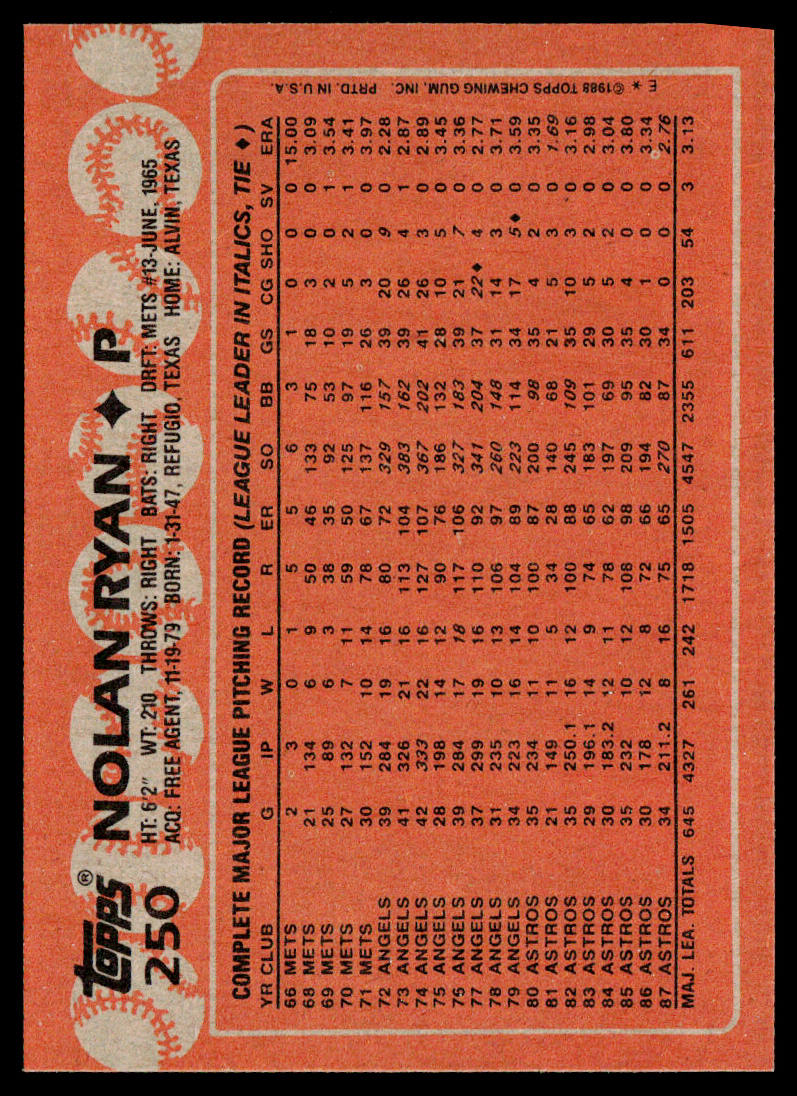 Topps® NOLAN RYAN ♦ P
250
HT: 6'2" WT: 210 THROWS: RIGHT BATS: RIGHT DRFT: METS #13-JUNE, 1965
ACQ: FREE AGENT, 11-19-79 BORN: 1-31-47, REFUGIO, TEXAS HOME: ALVIN, TEXAS
COMPLETE MAJOR LEAGUE PITCHING RECORD (LEAGUE LEADER IN ITALICS, TIE ♦)
YR CLUB G IP W L R ER SO BB GS CG SHO SV ERA
66 METS 2 3 0 1 5 5 6 3 1 0 0 0 15.00
68 METS 21 134 6 9 50 46 133 75 18 3 0 0 3.09
69 METS 25 89 6 3 38 35 92 53 10 2 0 1 3.54
70 METS 27 132 7 11 59 50 125 97 19 5 2 1 3.41
71 METS 30 152 10 14 78 67 137 116 26 3 0 0 3.97
72 ANGELS 39 284 19 16 80 72 329 157 39 20 9 0 2.28
73 ANGELS 41 326 21 16 113 104 383 162 39 26 4 1 2.87
74 ANGELS 42 333 22 16 127 107 367 202 41 26 3 0 2.89
75 ANGELS 28 198 14 12 90 76 186 132 28 10 5 0 3.45
75 ANGELS 39 284 17 18 117 106 327 183 39 21 7 0 3.36
77 ANGELS 37 299 19 16 110 92 341 204 37 22♦ 4 0 2.77
78 ANGELS 31 235 10 13 106 97 260 148 31 14 3 0 3.71
79 ANGELS 34 223 16 14 104 89 223 114 34 17 5♦ 0 3.59
80 ASTROS 35 234 11 10 100 87 200 98 35 4 2 0 3.35
81 ASTROS 21 149 11 5 34 28 140 68 21 5 3 0 1.69
82 ASTROS 35 250.1 16 12 100 88 245 109 35 10 3 0 3.16
83 ASTROS 29 196.1 14 9 74 65 183 101 29 5 2 0 2.98
84 ASTROS 30 183.2 12 11 78 62 197 69 30 5 2 0 3.04
85 ASTROS 35 232 10 12 108 98 209 95 35 4 0 0 3.80
86 ASTROS 30 178 12 8 72 66 194 82 30 1 0 0 3.34
87 ASTROS 34 211.2 8 16 75 65 270 87 34 0 0 0 2.76
MAJ. LEA. TOTALS 645 4327 261 242 1718 1505 4547 2355 611 203 54 3 3.13
E * ©1988 TOPPS CHEWING GUM, INC. PRTD. IN U.S.A.